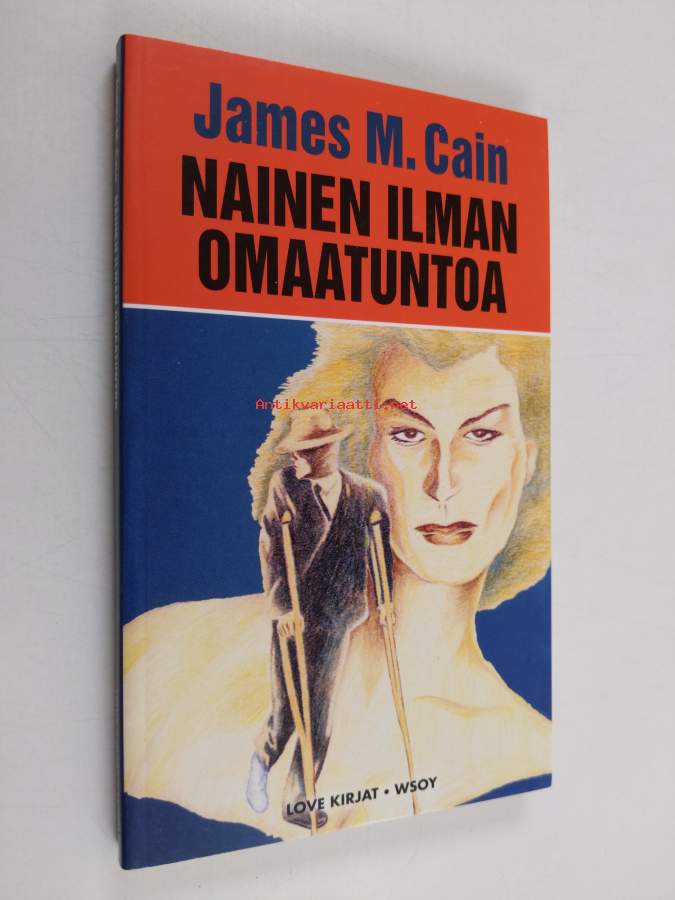 James M. Cain
NAINEN ILMAN
OMAATUNTOA
Antikvariaatti.net
LOVE KIRJAT • WSOY